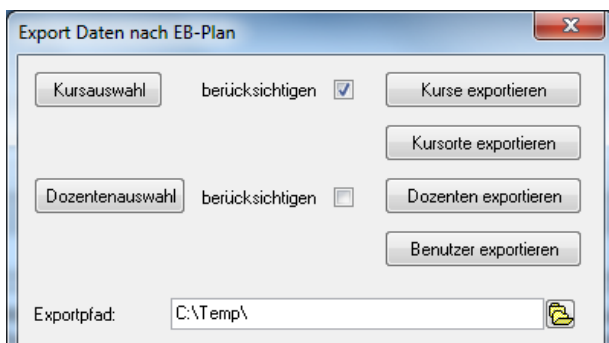 Export Daten nach EB-Plan
Kursauswahl berücksichtigen Kurse exportieren
Kursorte exportieren
Dozentenauswahl berücksichtigen Dozenten exportieren
Benutzer exportieren
Exportpfad: C:\Temp\